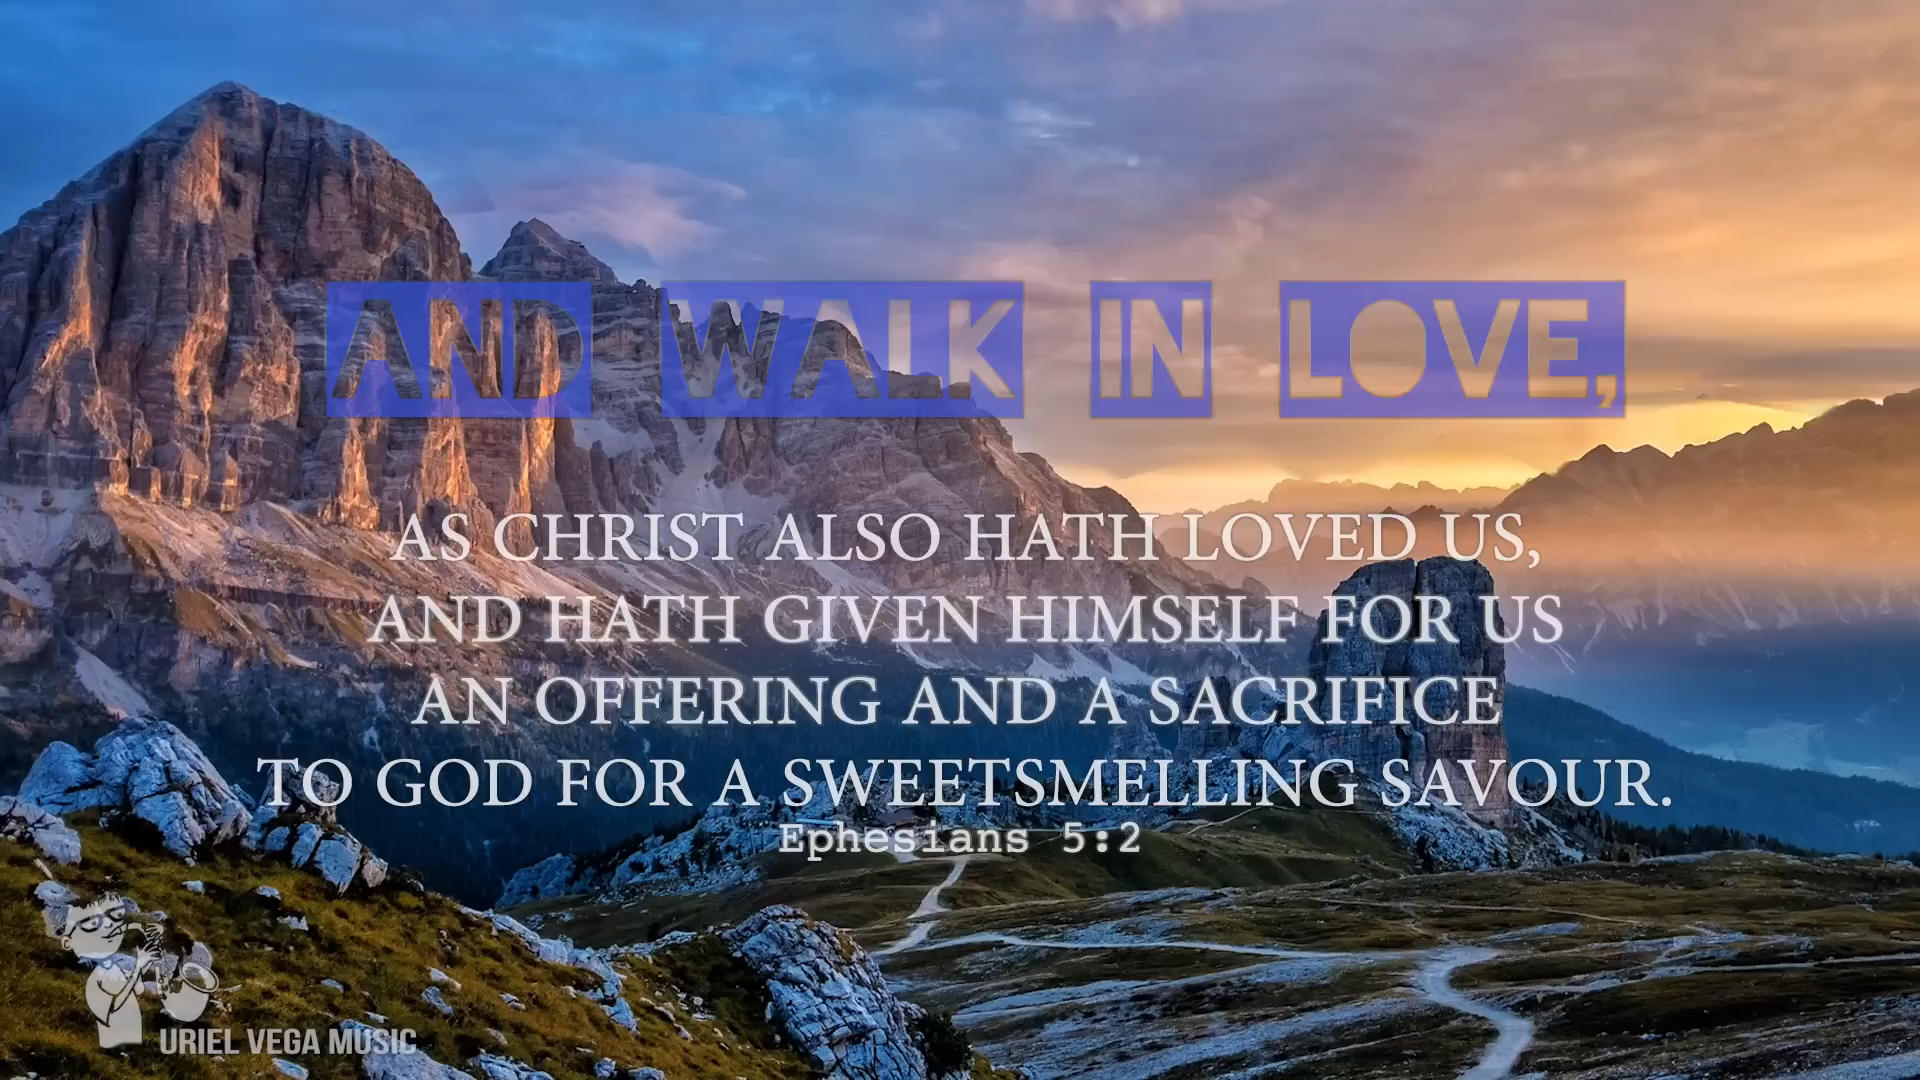 AND WALK IN LOVE,
AS CHRIST ALSO HATH LOVED US,
AND HATH GIVEN HIMSELF FOR US
AN OFFERING AND A SACRIFICE
TO GOD FOR A SWEETSMELLING SAVOUR.
Ephesians 5:2
URIEL VEGA MUSIC